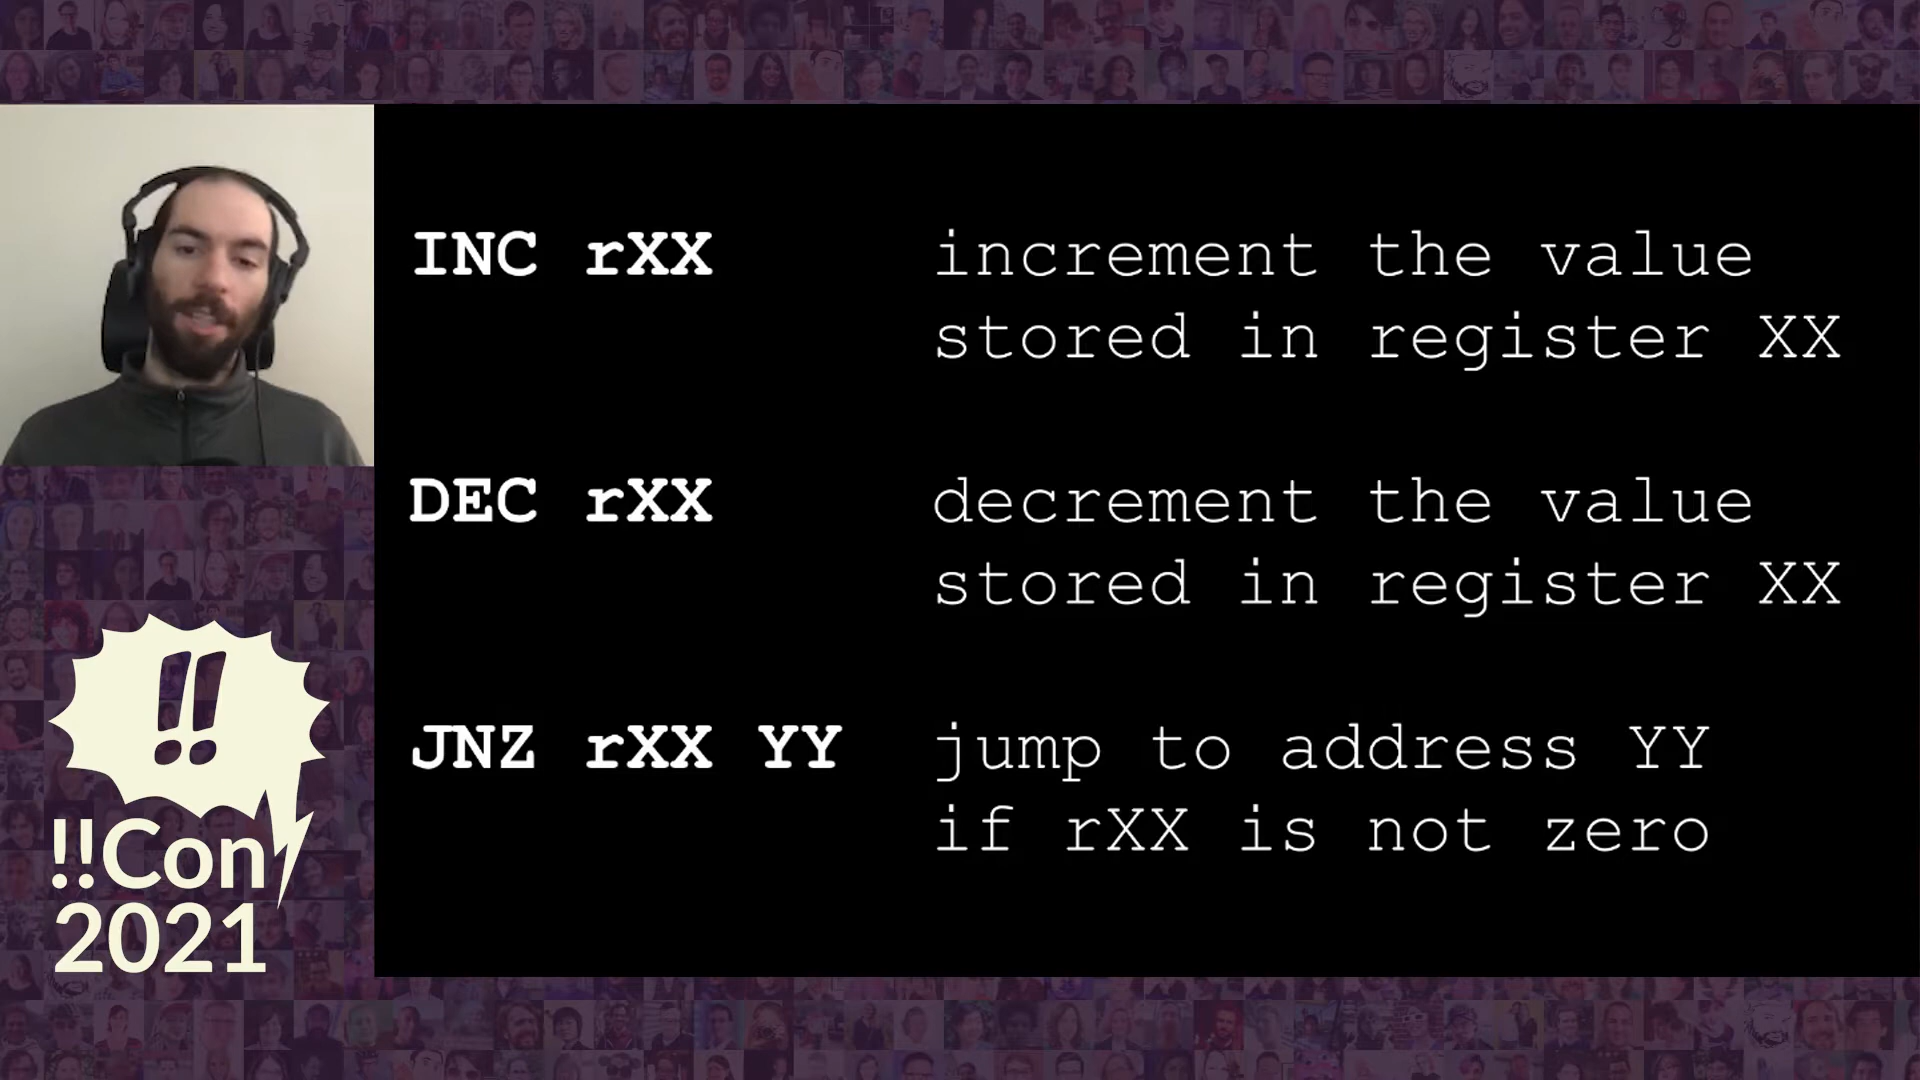 INC rXX
increment the value
stored in register XX
DEC rXX
decrement the value
stored in register XX
JNZ rXX YY
jump to address YY
if rXX is not zero
!!
!!Con
2021